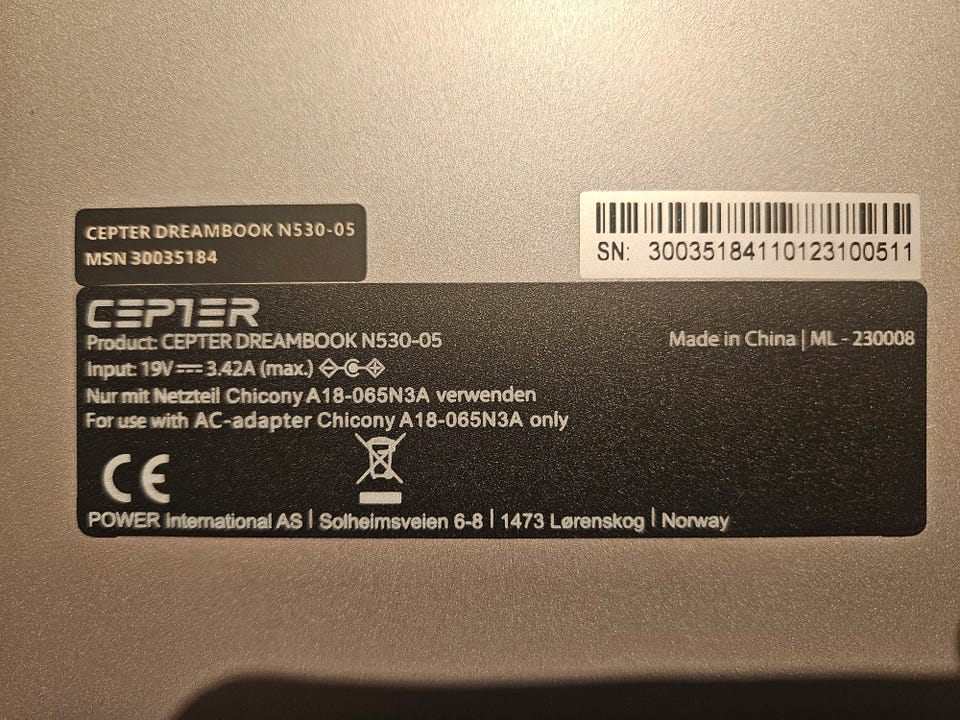 CEPTER DREAMBOOK N530-05
MSN 30035184
SN: 30035184110123100511
CEPTER
Product: CEPTER DREAMBOOK N530-05
Made in China | ML - 230008
Input: 19V 3.42A (max.)
Nur mit Netzteil Chicony A18-065N3A verwenden
For use with AC-adapter Chicony A18-065N3A only
CE
POWER International AS | Solheimsveien 6-8 | 1473 Lørenskog | Norway